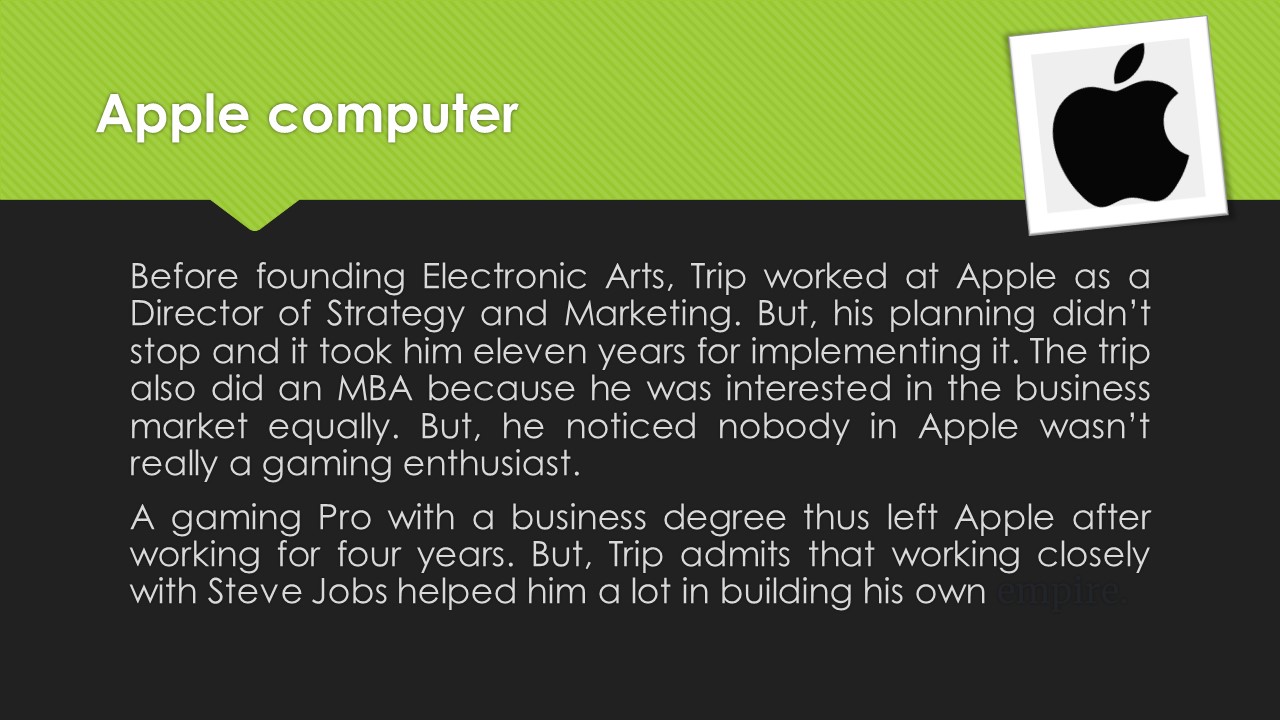 Apple computer
Before founding Electronic Arts, Trip worked at Apple as a
Director of Strategy and Marketing. But, his planning didn’t
stop and it took him eleven years for implementing it. The trip
also did an MBA because he was interested in the business
market equally. But, he noticed nobody in Apple wasn’t
really a gaming enthusiast.
A gaming Pro with a business degree thus left Apple after
working for four years. But, Trip admits that working closely
with Steve Jobs helped him a lot in building his own empire.